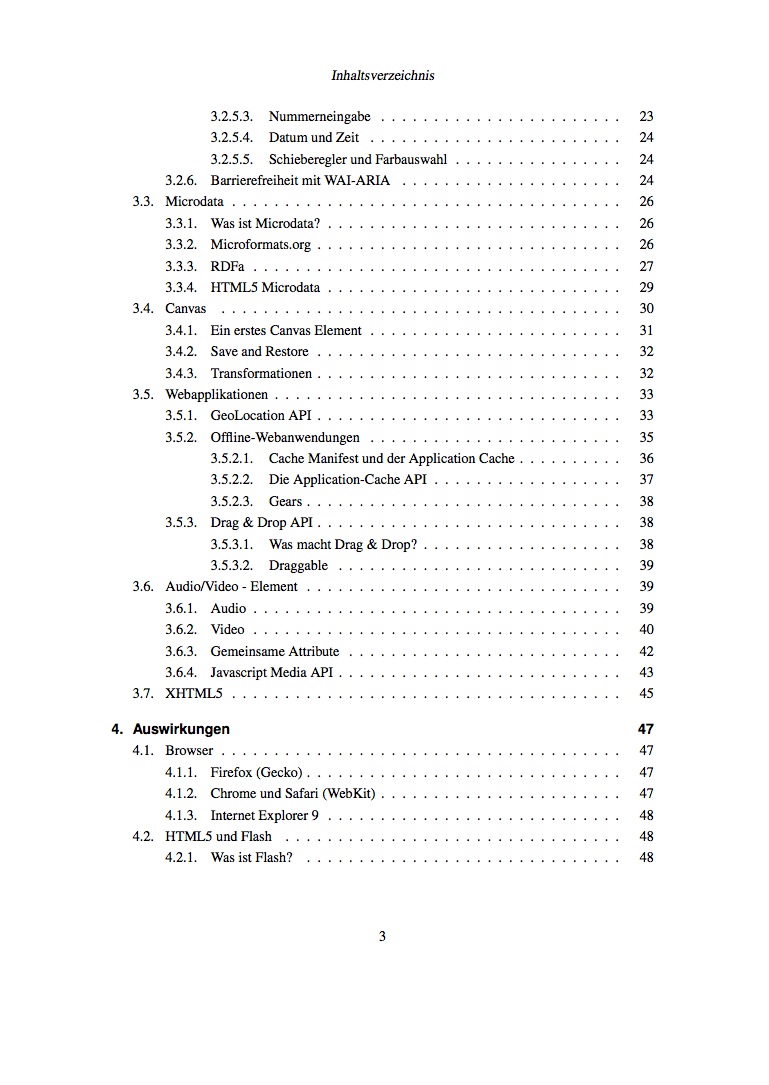 Inhaltsverzeichnis
3.2.5.3. Nummerneingabe . . . . . . . . . . . . . . . . . . . . . . . 23
3.2.5.4. Datum und Zeit . . . . . . . . . . . . . . . . . . . . . . . . 24
3.2.5.5. Schieberegler und Farbauswahl . . . . . . . . . . . . . . . . 24
3.2.6. Barrierefreiheit mit WAI-ARIA . . . . . . . . . . . . . . . . . . . . . 24
3.3. Microdata . . . . . . . . . . . . . . . . . . . . . . . . . . . . . . . . . . . . . 26
3.3.1. Was ist Microdata? . . . . . . . . . . . . . . . . . . . . . . . . . . . . 26
3.3.2. Microformats.org . . . . . . . . . . . . . . . . . . . . . . . . . . . . . 26
3.3.3. RDFa . . . . . . . . . . . . . . . . . . . . . . . . . . . . . . . . . . . 27
3.3.4. HTML5 Microdata . . . . . . . . . . . . . . . . . . . . . . . . . . . . 29
3.4. Canvas . . . . . . . . . . . . . . . . . . . . . . . . . . . . . . . . . . . . . . 30
3.4.1. Ein erstes Canvas Element . . . . . . . . . . . . . . . . . . . . . . . . 31
3.4.2. Save and Restore . . . . . . . . . . . . . . . . . . . . . . . . . . . . . 32
3.4.3. Transformationen . . . . . . . . . . . . . . . . . . . . . . . . . . . . . 32
3.5. Webapplikationen . . . . . . . . . . . . . . . . . . . . . . . . . . . . . . . . . 33
3.5.1. GeoLocation API . . . . . . . . . . . . . . . . . . . . . . . . . . . . . 33
3.5.2. Offline-Webanwendungen . . . . . . . . . . . . . . . . . . . . . . . . 35
3.5.2.1. Cache Manifest und der Application Cache . . . . . . . . . . 36
3.5.2.2. Die Application-Cache API . . . . . . . . . . . . . . . . . . 37
3.5.2.3. Gears . . . . . . . . . . . . . . . . . . . . . . . . . . . . . . 38
3.5.3. Drag & Drop API . . . . . . . . . . . . . . . . . . . . . . . . . . . . . 38
3.5.3.1. Was macht Drag & Drop? . . . . . . . . . . . . . . . . . . . 38
3.5.3.2. Draggable . . . . . . . . . . . . . . . . . . . . . . . . . . . 39
3.6. Audio/Video - Element . . . . . . . . . . . . . . . . . . . . . . . . . . . . . . 39
3.6.1. Audio . . . . . . . . . . . . . . . . . . . . . . . . . . . . . . . . . . . 39
3.6.2. Video . . . . . . . . . . . . . . . . . . . . . . . . . . . . . . . . . . . 40
3.6.3. Gemeinsame Attribute . . . . . . . . . . . . . . . . . . . . . . . . . . 42
3.6.4. Javascript Media API . . . . . . . . . . . . . . . . . . . . . . . . . . . 43
3.7. XHTML5 . . . . . . . . . . . . . . . . . . . . . . . . . . . . . . . . . . . . . 45
4. Auswirkungen 47
4.1. Browser . . . . . . . . . . . . . . . . . . . . . . . . . . . . . . . . . . . . . . 47
4.1.1. Firefox (Gecko) . . . . . . . . . . . . . . . . . . . . . . . . . . . . . . 47
4.1.2. Chrome und Safari (WebKit) . . . . . . . . . . . . . . . . . . . . . . . 47
4.1.3. Internet Explorer 9 . . . . . . . . . . . . . . . . . . . . . . . . . . . . 48
4.2. HTML5 und Flash . . . . . . . . . . . . . . . . . . . . . . . . . . . . . . . . 48
4.2.1. Was ist Flash? . . . . . . . . . . . . . . . . . . . . . . . . . . . . . . 48
3